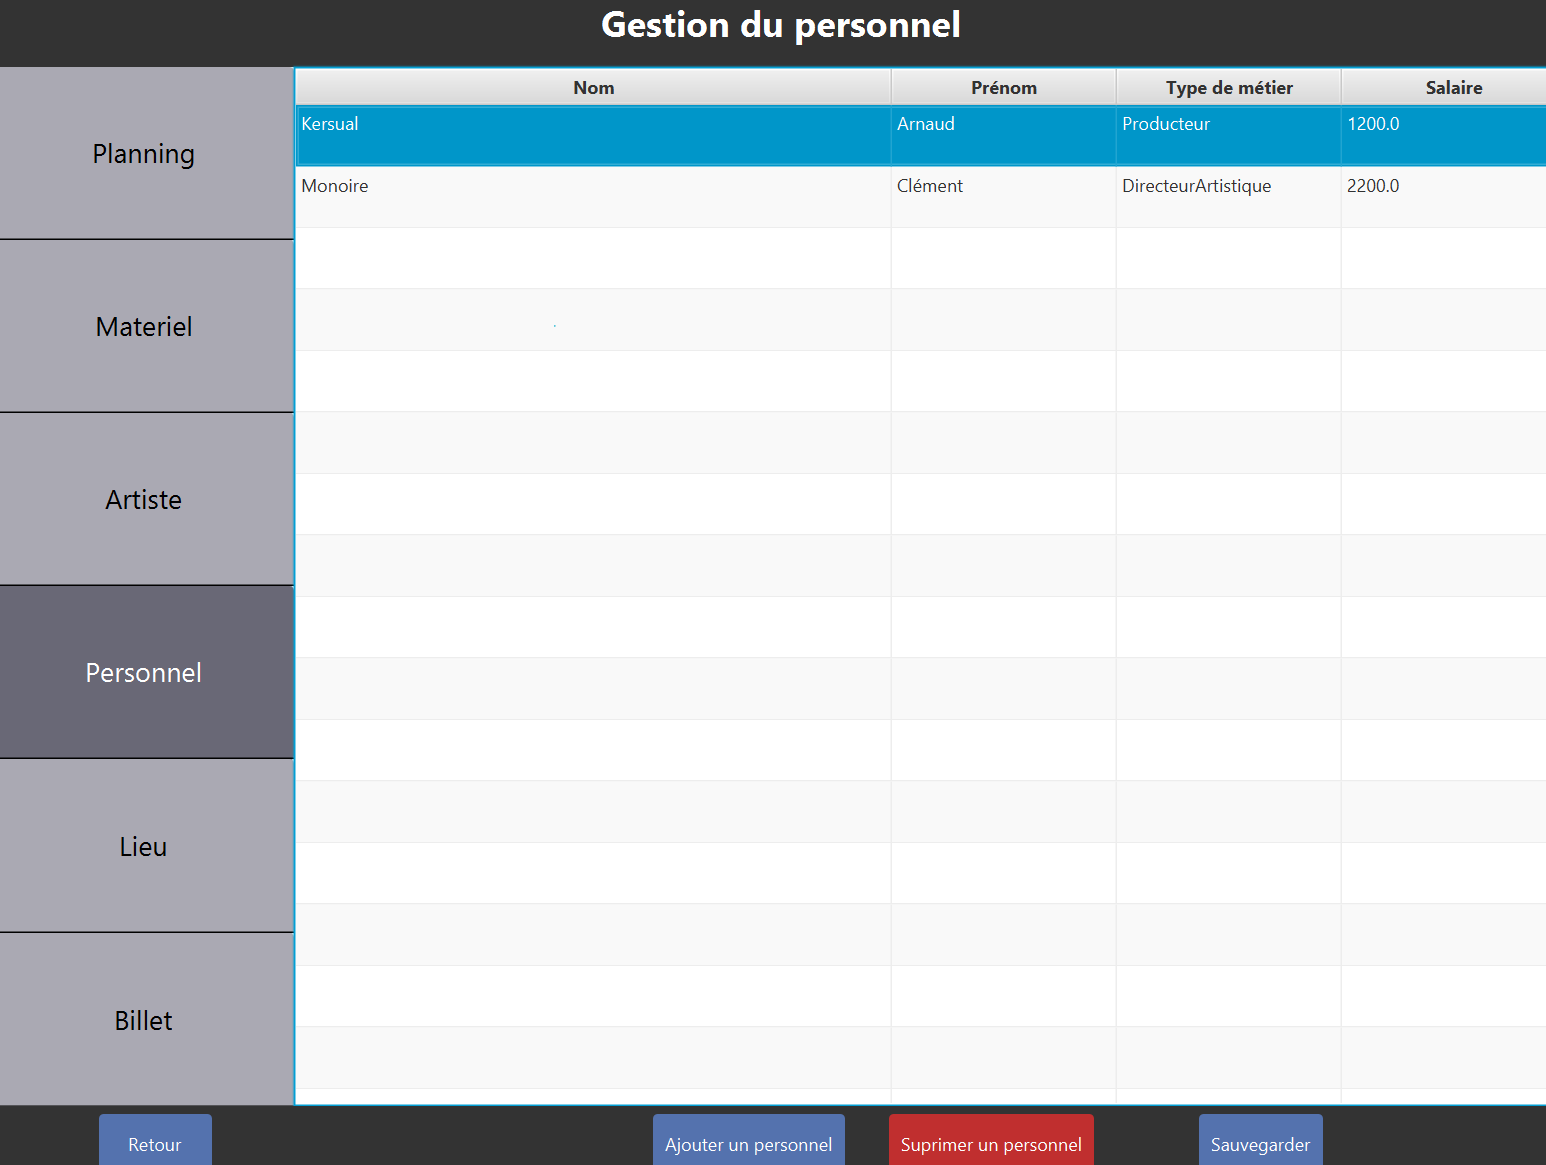 Gestion du personnel
Nom Prénom Type de métier Salaire
Kersual Arnaud Producteur 1200.0
Monoire Clément DirecteurArtistique 2200.0
Planning
Materiel
Artiste
Personnel
Lieu
Billet
Retour Ajouter un personnel Suprimer un personnel Sauvegarder